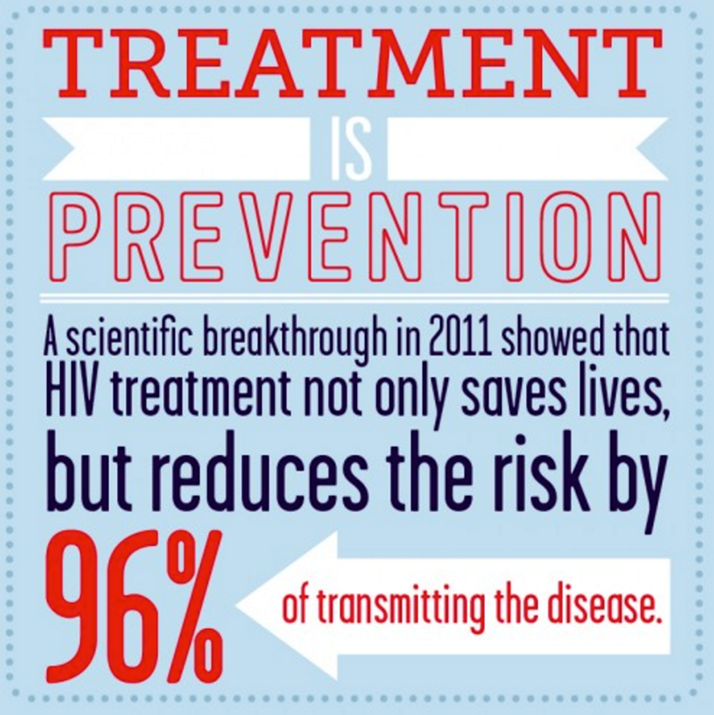 TREATMENT
IS
PREVENTION
A scientific breakthrough in 2011 showed that
HIV treatment not only saves lives,
but reduces the risk by
96%
of transmitting the disease.